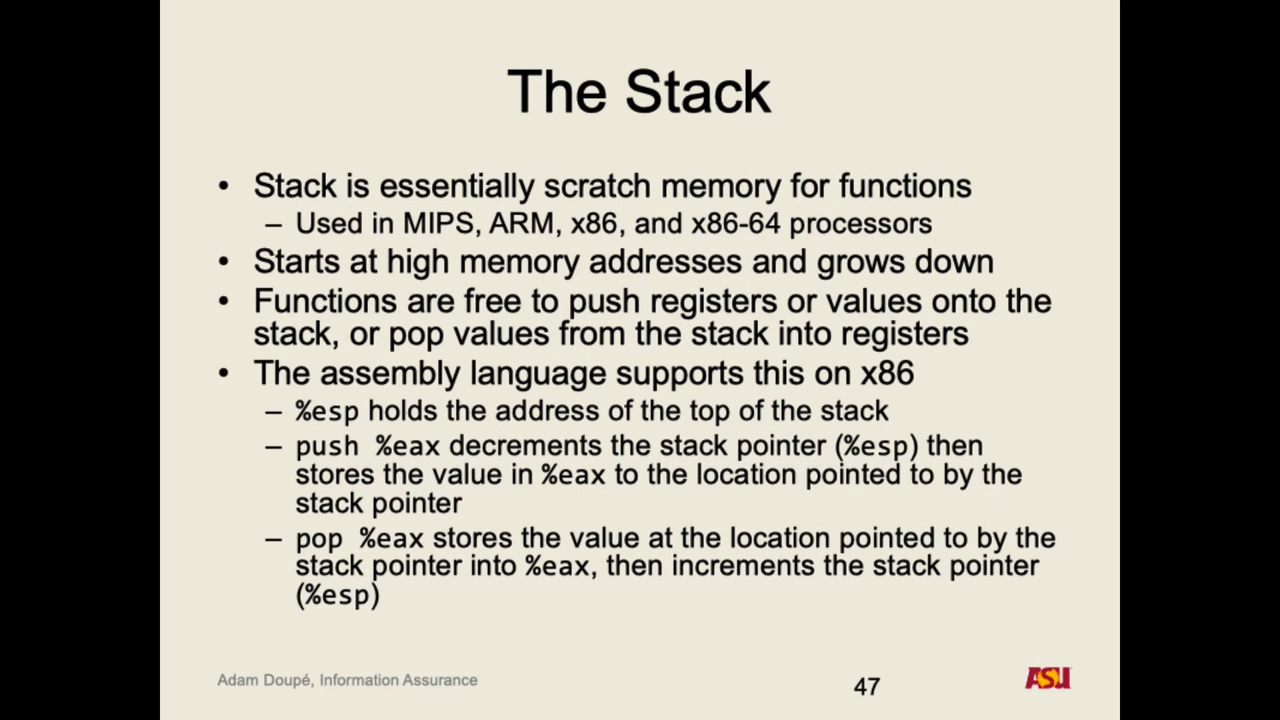 The Stack
• Stack is essentially scratch memory for functions
– Used in MIPS, ARM, x86, and x86-64 processors
• Starts at high memory addresses and grows down
• Functions are free to push registers or values onto the
stack, or pop values from the stack into registers
• The assembly language supports this on x86
– %esp holds the address of the top of the stack
– push %eax decrements the stack pointer (%esp) then
stores the value in %eax to the location pointed to by the
stack pointer
– pop %eax stores the value at the location pointed to by the
stack pointer into %eax, then increments the stack pointer
(%esp)
Adam Doupé, Information Assurance
47
ASU